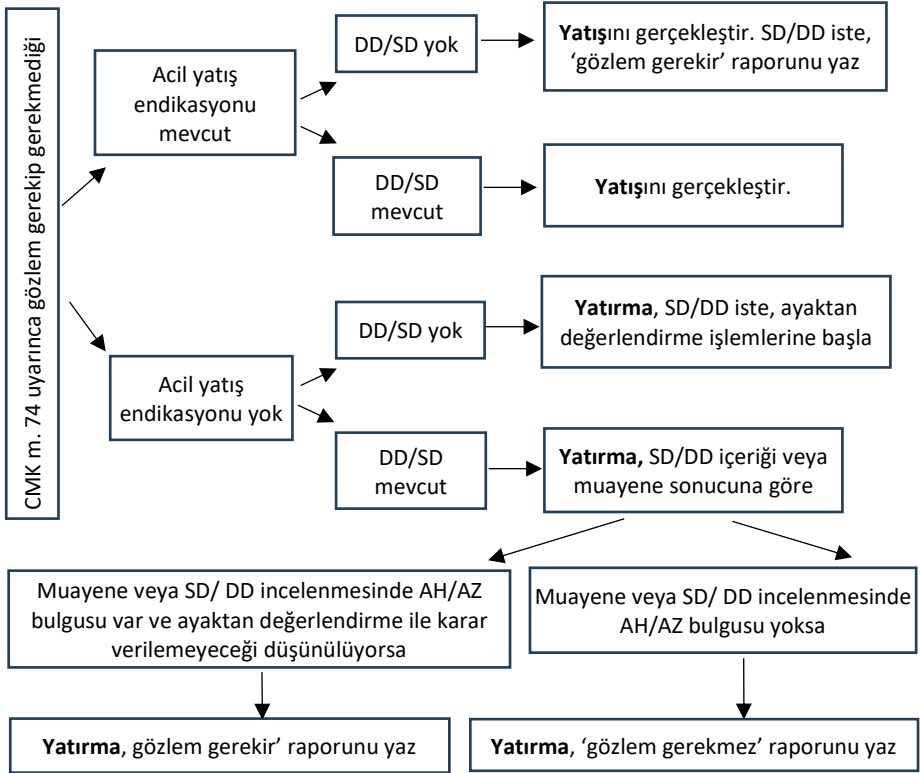 CMK m. 74 uyarınca gözlem gerekip gerekmediği
Acil yatış
endikasyonu
mevcut
DD/SD yok
Yatışını gerçekleştir. SD/DD iste,
‘gözlem gerekir’ raporunu yaz
DD/SD
mevcut
Yatışını gerçekleştir.
Acil yatış
endikasyonu yok
DD/SD yok
Yatırma, SD/DD iste, ayaktan
değerlendirme işlemlerine başla
DD/SD
mevcut
Yatırma, SD/DD içeriği veya
muayene sonucuna göre
Muayene veya SD/ DD incelenmesinde AH/AZ
bulgusu var ve ayaktan değerlendirme ile karar
verilemeyeceği düşünülüyorsa
Muayene veya SD/ DD incelenmesinde
AH/AZ bulgusu yoksa
Yatırma, gözlem gerekir’ raporunu yaz
Yatırma, ‘gözlem gerekmez’ raporunu yaz